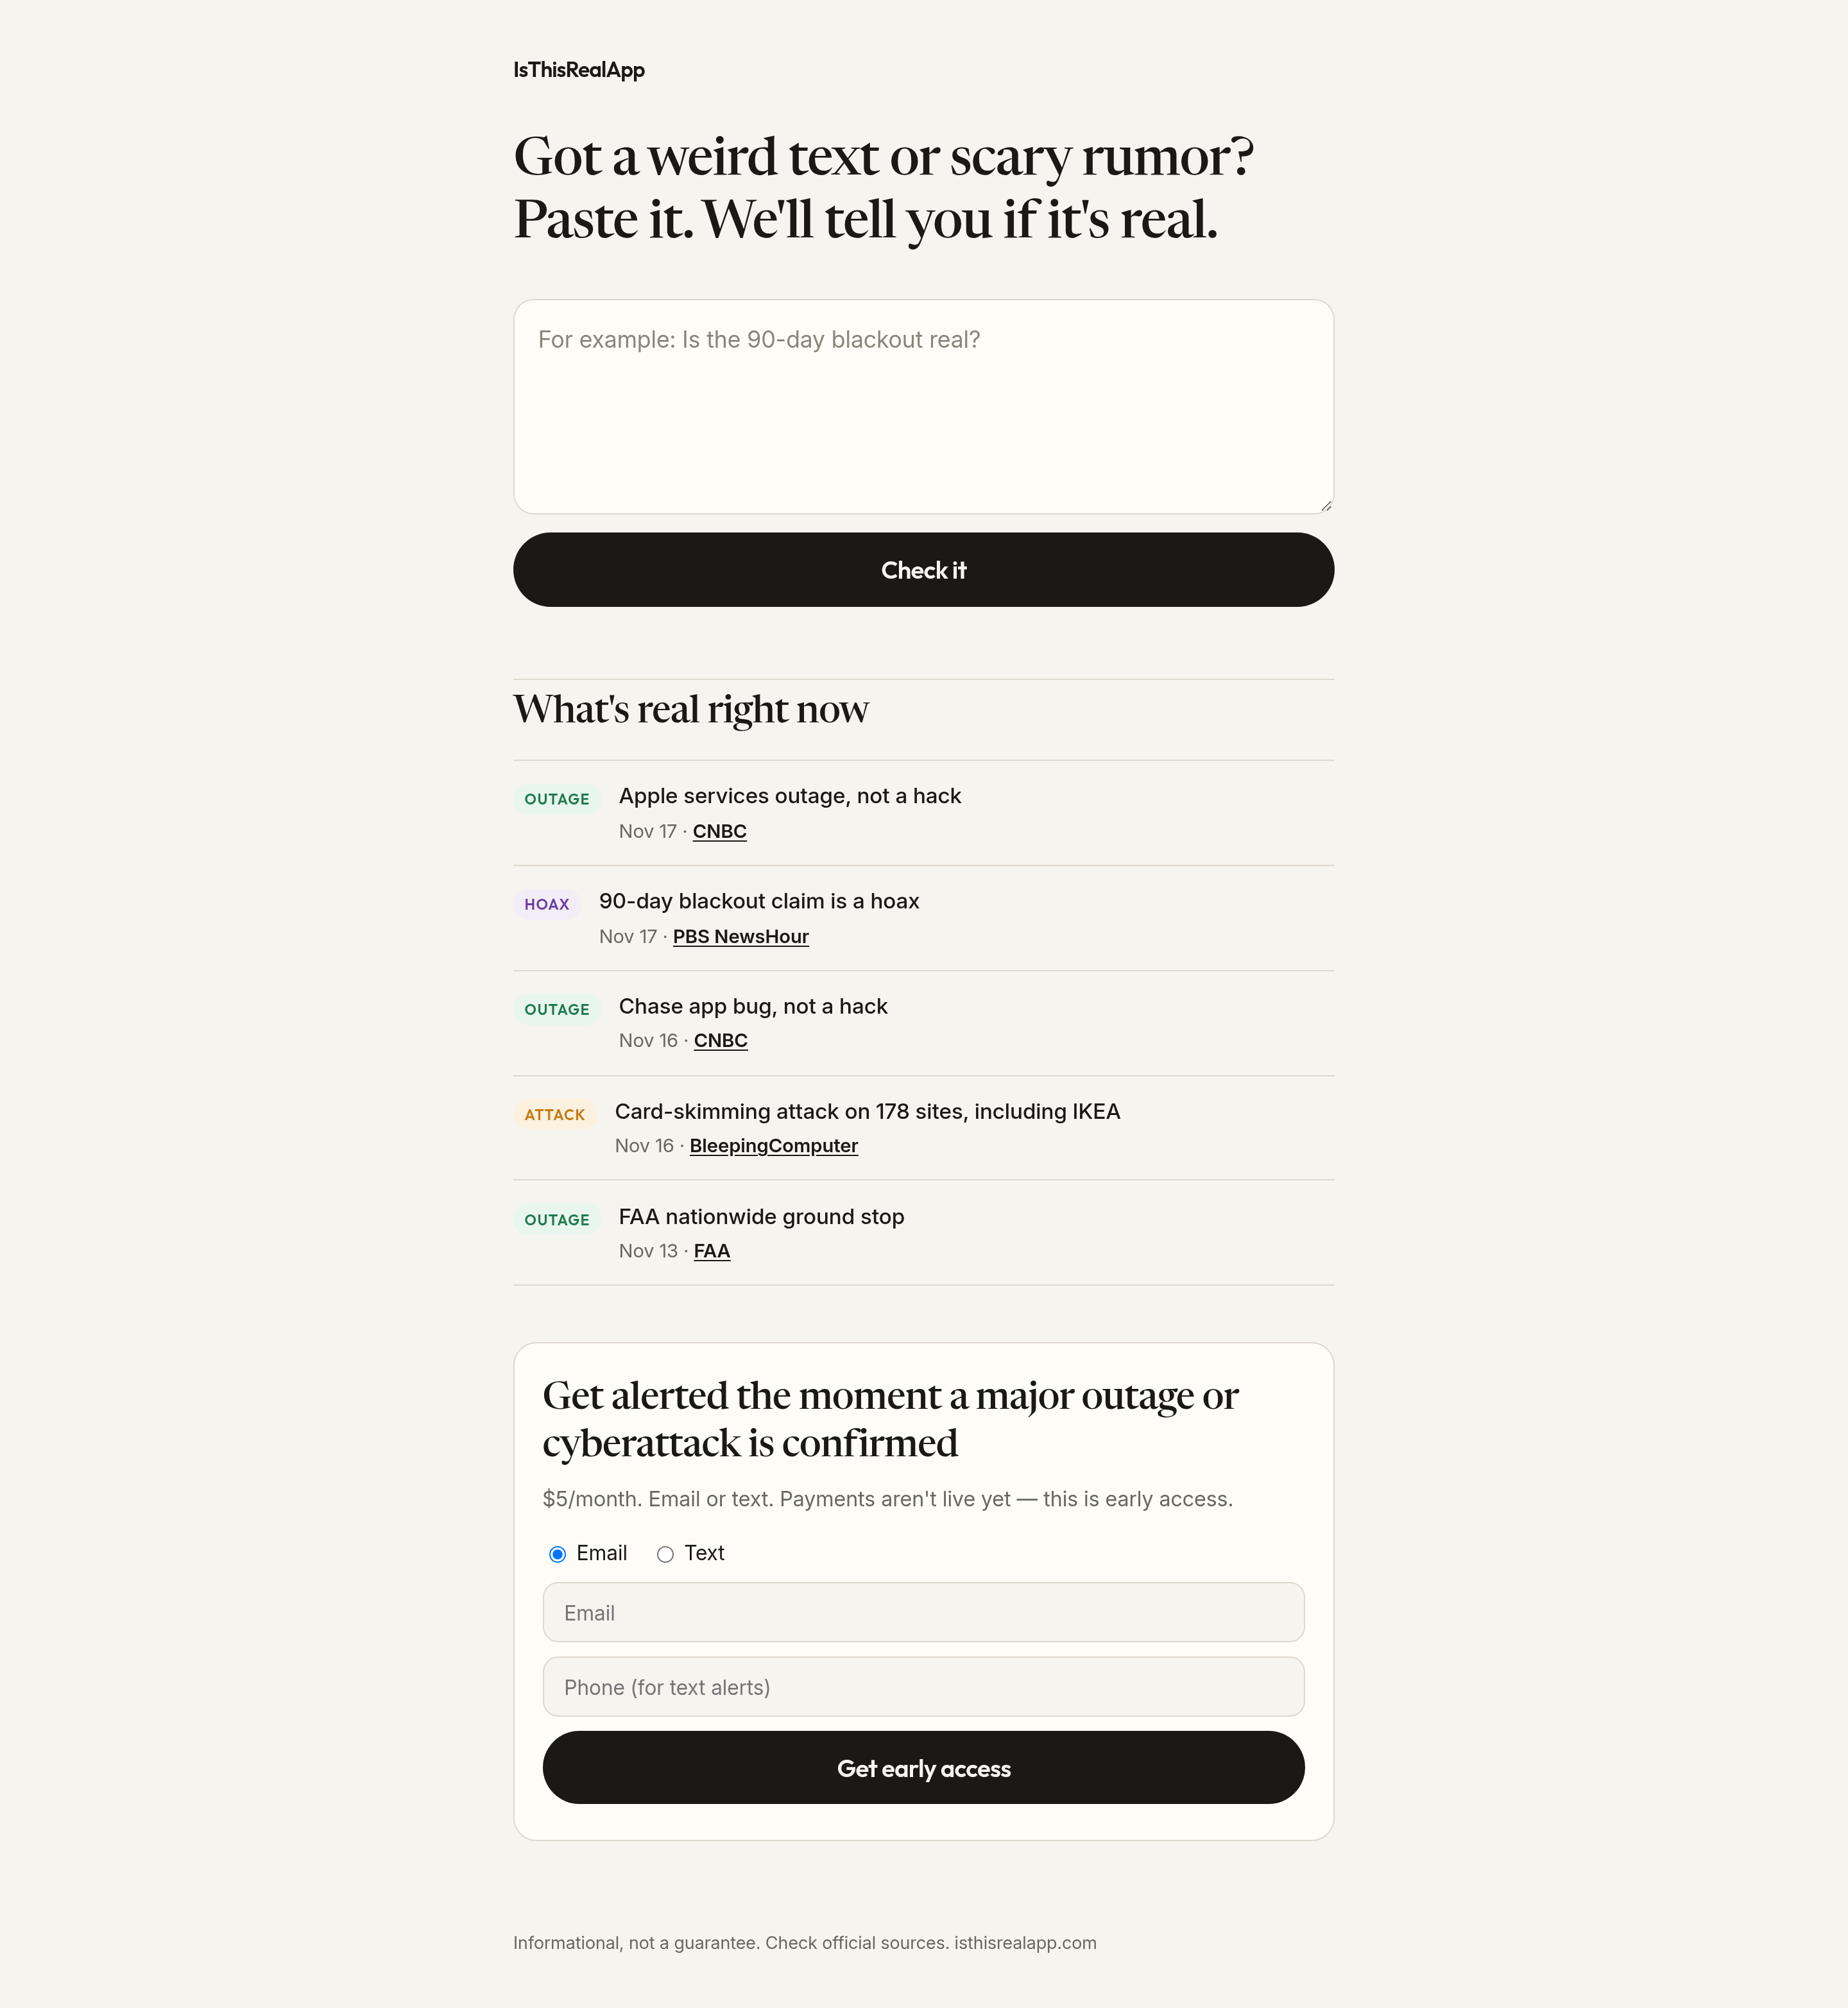 IsThisRealApp
Got a weird text or scary rumor?
Paste it. We'll tell you if it's real.
For example: Is the 90-day blackout real?
Check it
What's real right now
OUTAGE
Apple services outage, not a hack
Nov 17 · CNBC
HOAX
90-day blackout claim is a hoax
Nov 17 · PBS NewsHour
OUTAGE
Chase app bug, not a hack
Nov 16 · CNBC
ATTACK
Card-skimming attack on 178 sites, including IKEA
Nov 16 · BleepingComputer
OUTAGE
FAA nationwide ground stop
Nov 13 · FAA
Get alerted the moment a major outage or
cyberattack is confirmed
$5/month. Email or text. Payments aren't live yet — this is early access.
Email Text
Email
Phone (for text alerts)
Get early access
Informational, not a guarantee. Check official sources. isthisrealapp.com